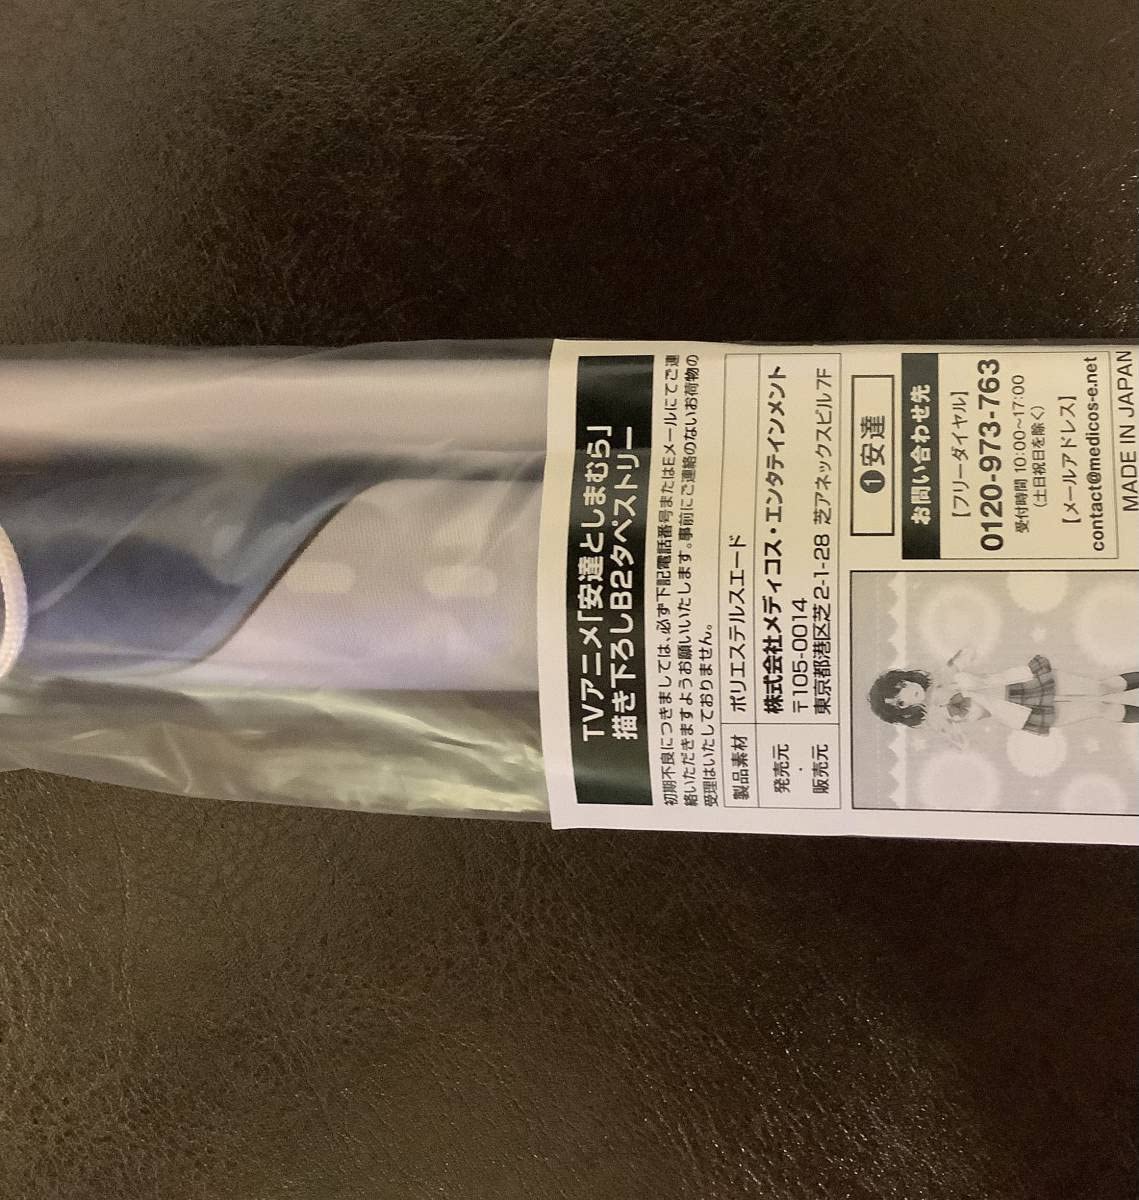 TVアニメ「安達としまむら」
描き下ろしB2タペストリー
初期不良につきましては、必ず下記電話番号またはEメールにてご連
絡いただきますようお願いいたします。事前にご連絡のないお荷物の
受理はいたしておりません。
製品素材 ポリエステルスエード
発売元・販売元 株式会社メディコス・エンタテインメント
〒105-0014
東京都港区芝2-1-28 芝アネックスビル7F
❶安達
お問い合わせ先
【フリーダイヤル】
0120-973-763
受付時間 10:00~17:00
(土日祝日を除く)
【メールアドレス】
contact@medicos-e.net
MADE IN JAPAN